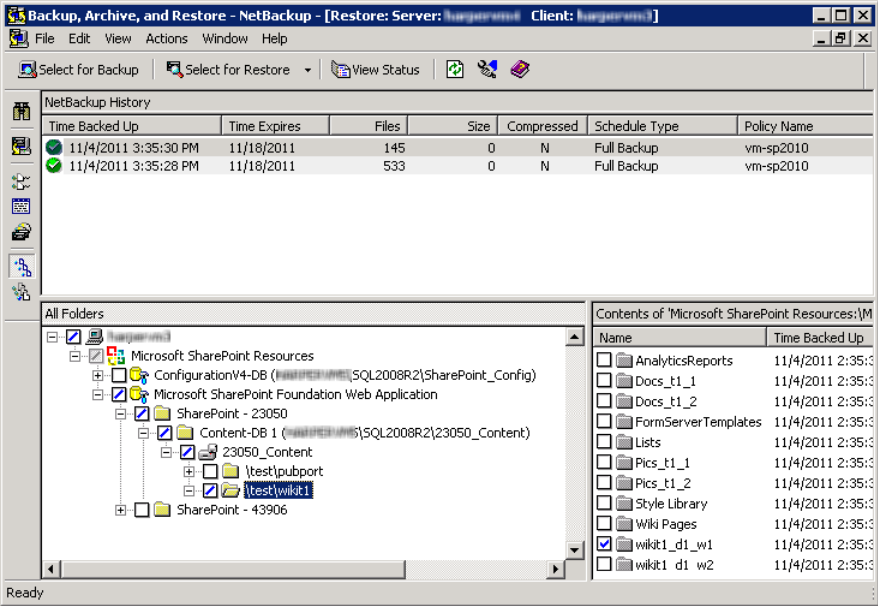 Backup, Archive, and Restore - NetBackup - [Restore: Server: Client: ]
File Edit View Actions Window Help
Select for Backup Select for Restore View Status
NetBackup History
Time Backed Up Time Expires Files Size Compressed Schedule Type Policy Name
11/4/2011 3:35:30 PM 11/18/2011 145 0 N Full Backup vm-sp2010
11/4/2011 3:35:28 PM 11/18/2011 533 0 N Full Backup vm-sp2010
All Folders
Microsoft SharePoint Resources
ConfigurationV4-DB ( SQL2008R2\SharePoint_Config)
Microsoft SharePoint Foundation Web Application
SharePoint - 23050
Content-DB 1 ( \SQL2008R2\23050_Content)
23050_Content
\test\pubport
\test\wikit1
SharePoint - 43906
Contents of 'Microsoft SharePoint Resources:\M
Name Time Backed Up
AnalyticsReports 11/4/2011 2:35:3
Docs_t1_1 11/4/2011 2:35:3
Docs_t1_2 11/4/2011 2:35:3
FormServerTemplates 11/4/2011 2:35:3
Lists 11/4/2011 2:35:3
Pics_t1_1 11/4/2011 2:35:3
Pics_t1_2 11/4/2011 2:35:3
Style Library 11/4/2011 2:35:3
Wiki Pages 11/4/2011 2:35:3
wikit1_d1_w1 11/4/2011 2:35:3
wikit1_d1_w2 11/4/2011 2:35:3
Ready